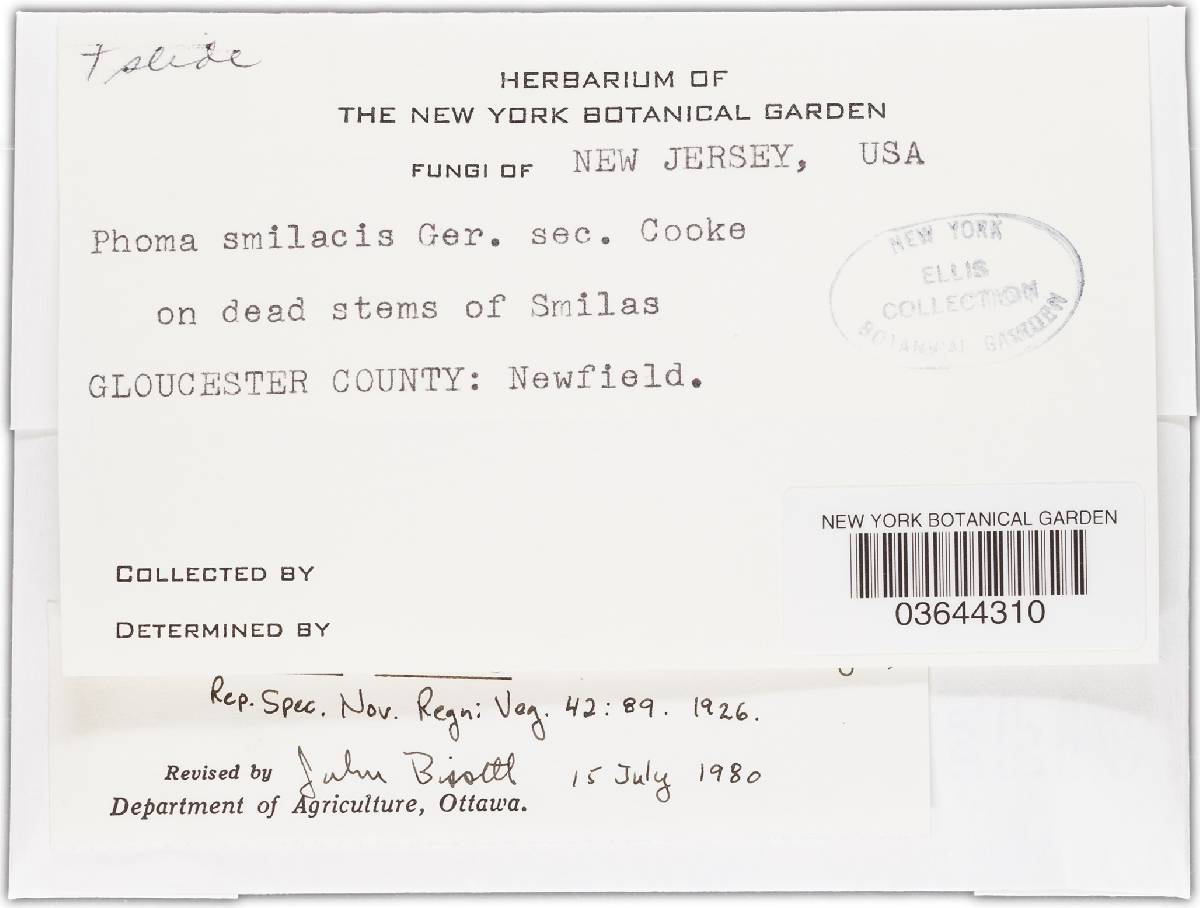 + slide
HERBARIUM OF
THE NEW YORK BOTANICAL GARDEN
FUNGI OF NEW JERSEY, USA
Phoma smilacis Ger. sec. Cooke
on dead stems of Smilas
GLOUCESTER COUNTY: Newfield.
NEW YORK
ELLIS
COLLECTION
BOTANICAL GARDEN
NEW YORK BOTANICAL GARDEN
03644310
COLLECTED BY
DETERMINED BY
Rep. Spec. Nov. Regni Veg. 42:89. 1926.
Revised by John Bissett 15 July 1980
Department of Agriculture, Ottawa.